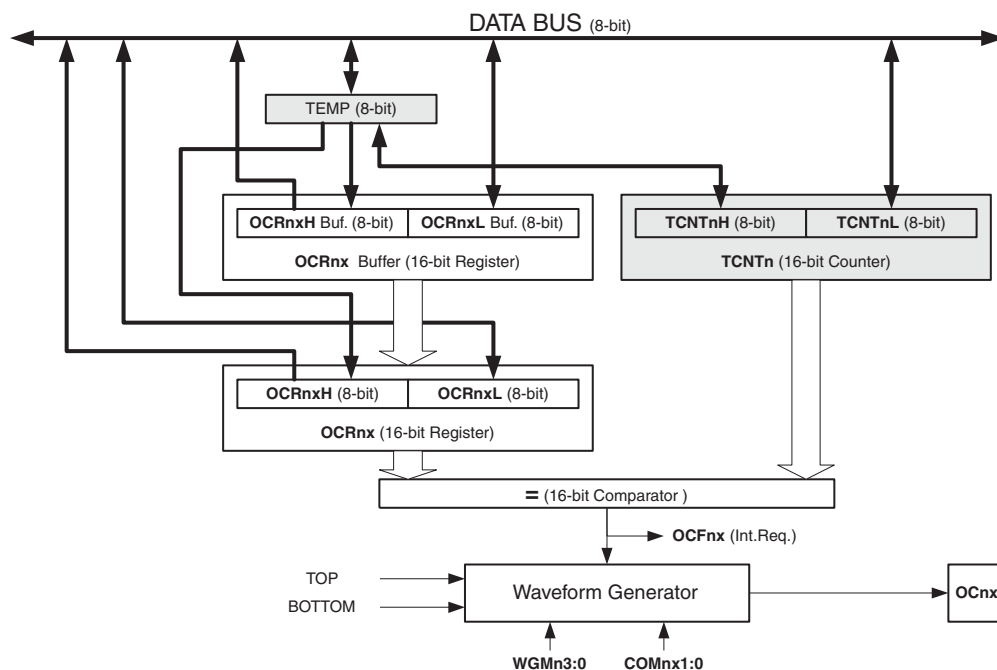 DATA BUS (8-bit)
TEMP (8-bit)
OCRnxH Buf. (8-bit) OCRnxL Buf. (8-bit)
TCNTnH (8-bit) TCNTnL (8-bit)
OCRnx Buffer (16-bit Register)
TCNTn (16-bit Counter)
OCRnxH (8-bit) OCRnxL (8-bit)
OCRnx (16-bit Register)
= (16-bit Comparator )
OCFnx (Int.Req.)
TOP
BOTTOM
Waveform Generator
OCnx
WGMn3:0 COMnx1:0